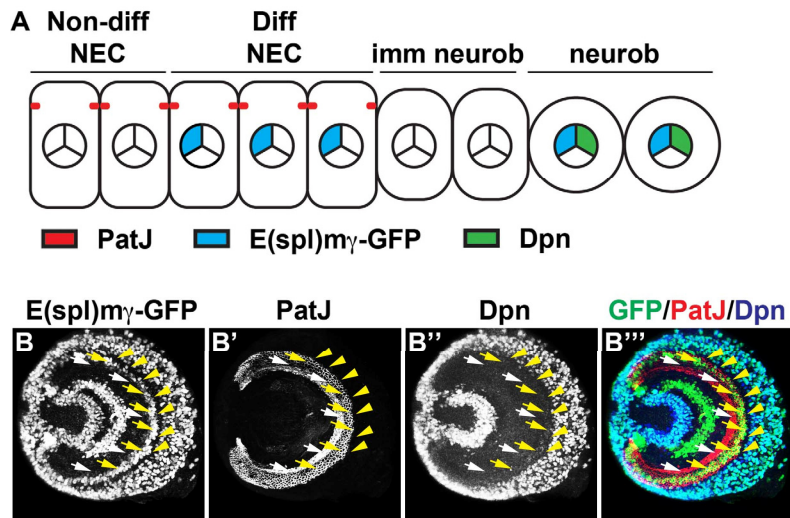 A
Non-diff NEC
Diff NEC
imm neurob
neurob
PatJ
E(spl)mγ-GFP
Dpn
E(spl)mγ-GFP
PatJ
Dpn
GFP/PatJ/Dpn
B
B'
B''
B'''